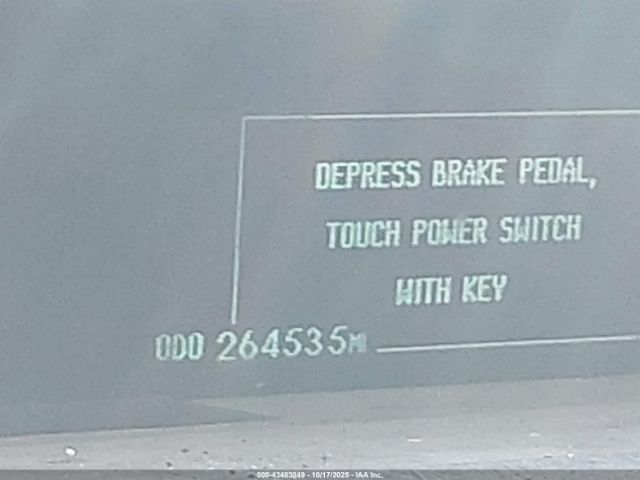 DEPRESS BRAKE PEDAL,
TOUCH POWER SWITCH
WITH KEY
ODO 264535MI
000-43483849 - 10/17/2025 - IAA Inc.